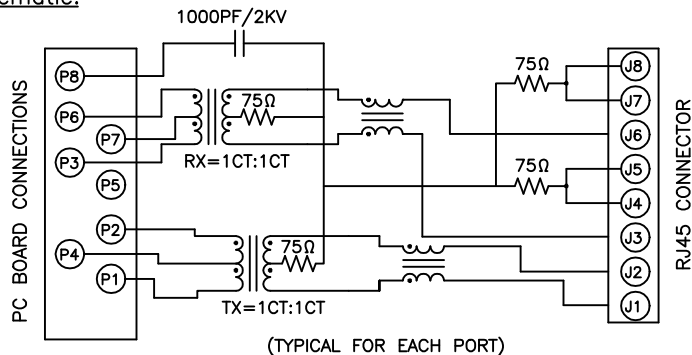 ematic:
1000PF/2KV
P8
P6
P7
P3
P5
P2
P4
P1
PC BOARD CONNECTIONS
75Ω
RX=1CT:1CT
75Ω
TX=1CT:1CT
75Ω
75Ω
J8
J7
J6
J5
J4
J3
J2
J1
RJ45 CONNECTOR
(TYPICAL FOR EACH PORT)